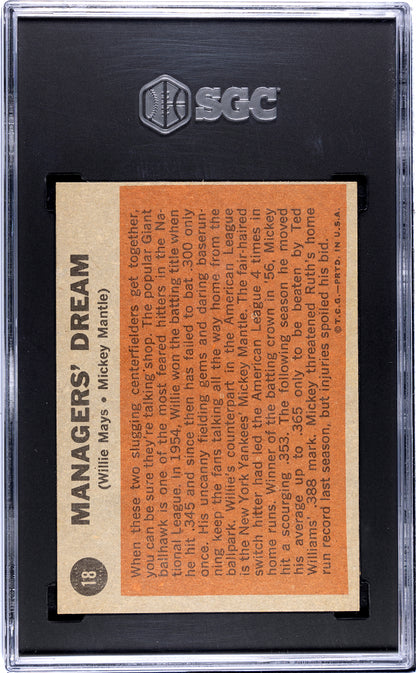 SGC
18
MANAGERS' DREAM
(Willie Mays • Mickey Mantle)
When these two slugging centerfielders get together,
you can be sure they're talking shop. The popular Giant
ballhawk is one of the most feared hitters in the Na-
tional League. In 1954, Willie won the batting title when
he hit .345 and since then has failed to bat .300 only
once. His uncanny fielding gems and daring baserun-
ning keep the fans talking all the way home from the
ballpark. Willie's counterpart in the American League
is the New York Yankees' Mickey Mantle. The fair-haired
switch hitter had led the American League 4 times in
home runs. Winner of the batting crown in '56, Mickey
hit a scourging .353. The following season he moved
his average up to .365 only to be beaten by Ted
Williams' .388 mark. Mickey threatened Ruth's home
run record last season, but injuries spoiled his bid.
© T.C.G.—PRTD. IN U.S.A.